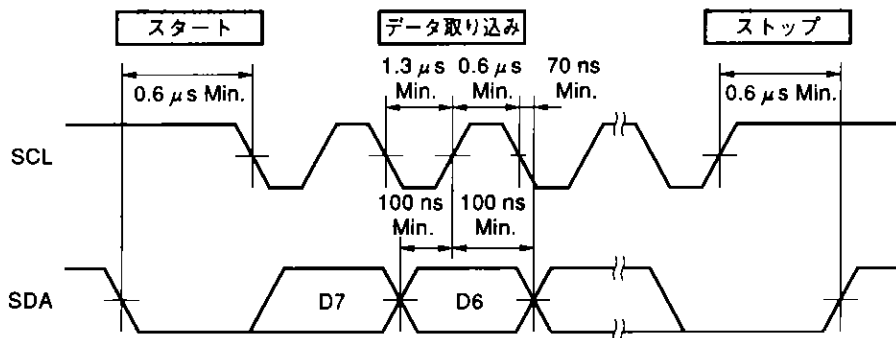 スタート
データ取り込み
ストップ
1.3 μs Min.
0.6 μs Min.
70 ns Min.
0.6 μs Min.
0.6 μs Min.
SCL
100 ns Min.
100 ns Min.
SDA
D7
D6